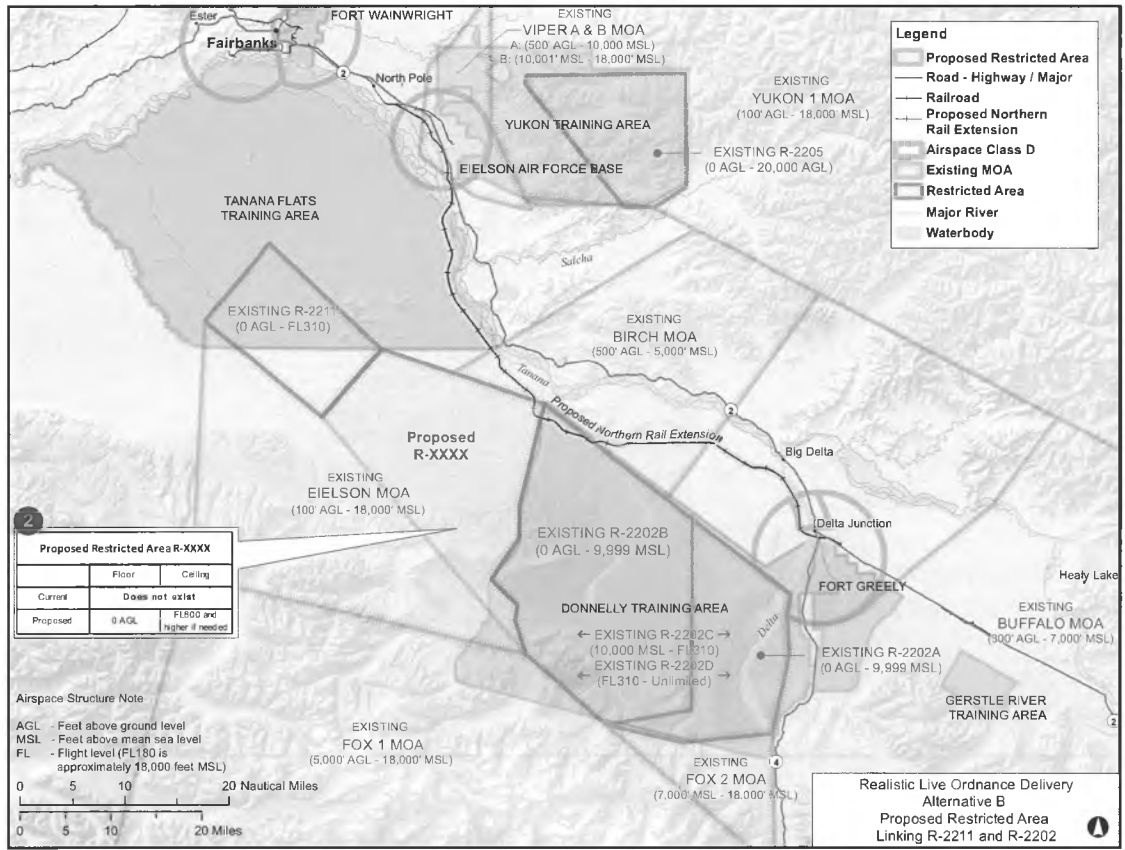 Ester
FORT WAINWRIGHT
Fairbanks
2
North Pole
EXISTING
VIPER A & B MOA
A: (500' AGL - 10,000 MSL)
B: (10,001' MSL - 18,000' MSL)
EXISTING
YUKON 1 MOA
(100' AGL - 18,000' MSL)
YUKON TRAINING AREA
EXISTING R-2205
(0 AGL - 20,000 AGL)
EIELSON AIR FORCE BASE
Legend
Proposed Restricted Area
Road - Highway / Major
Railroad
Proposed Northern
Rail Extension
Airspace Class D
Existing MOA
Restricted Area
Major River
Waterbody
TANANA FLATS
TRAINING AREA
Salcha
EXISTING R-2211
(0 AGL - FL310)
EXISTING
BIRCH MOA
(500' AGL - 5,000' MSL)
Tanana
Proposed Northern Rail Extension
2
Proposed
R-XXXX
Big Delta
EXISTING
EIELSON MOA
(100' AGL - 18,000' MSL)
Delta Junction
EXISTING R-2202B
(0 AGL - 9,999 MSL)
FORT GREELY
Healy Lake
2
Proposed Restricted Area R-XXXX
Floor Ceiling
Current Does not exist
Proposed 0 AGL FL600 and
higher if needed
DONNELLY TRAINING AREA
Delta
EXISTING R-2202C
(10,000 MSL - FL310)
EXISTING R-2202D
(FL310 - Unlimited)
EXISTING R-2202A
(0 AGL - 9,999 MSL)
EXISTING
BUFFALO MOA
(300' AGL - 7,000' MSL)
GERSTLE RIVER
TRAINING AREA
2
Airspace Structure Note
AGL - Feet above ground level
MSL - Feet above mean sea level
FL - Flight level (FL180 is
approximately 18,000 feet MSL)
EXISTING
FOX 1 MOA
(5,000' AGL - 18,000' MSL)
4
EXISTING
FOX 2 MOA
(7,000' MSL - 18.000' MSL)
0 5 10 20 Nautical Miles
0 5 10 20 Miles
Realistic Live Ordnance Delivery
Alternative B
Proposed Restricted Area
Linking R-2211 and R-2202